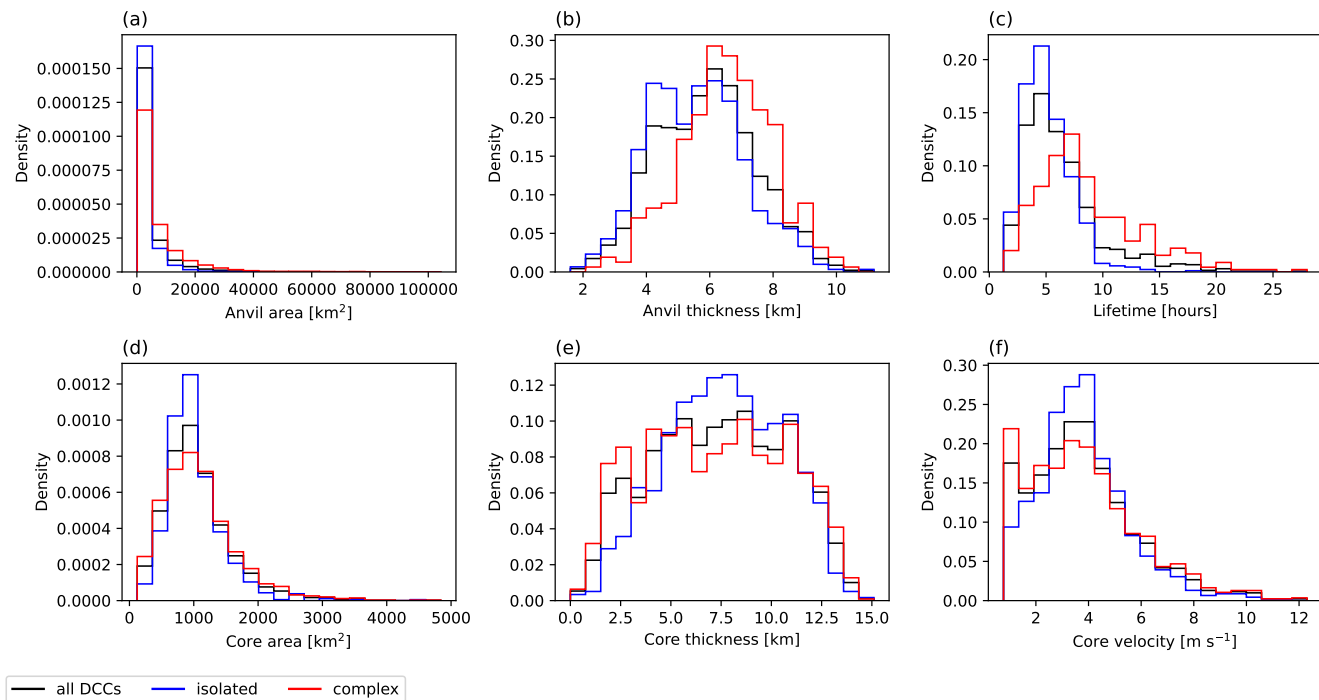 (a)
0.000150
0.000125
0.000100
0.000075
0.000050
0.000025
0.000000
Density
0 20000 40000 60000 80000 100000
Anvil area [km²]
(b)
0.30
0.25
0.20
0.15
0.10
0.05
0.00
Density
2 4 6 8 10
Anvil thickness [km]
(c)
0.20
0.15
0.10
0.05
0.00
Density
0 5 10 15 20 25
Lifetime [hours]
(d)
0.0012
0.0010
0.0008
0.0006
0.0004
0.0002
0.0000
Density
0 1000 2000 3000 4000 5000
Core area [km²]
(e)
0.12
0.10
0.08
0.06
0.04
0.02
0.00
Density
0.0 2.5 5.0 7.5 10.0 12.5 15.0
Core thickness [km]
(f)
0.30
0.25
0.20
0.15
0.10
0.05
0.00
Density
2 4 6 8 10 12
Core velocity [m s⁻¹]
all DCCs isolated complex